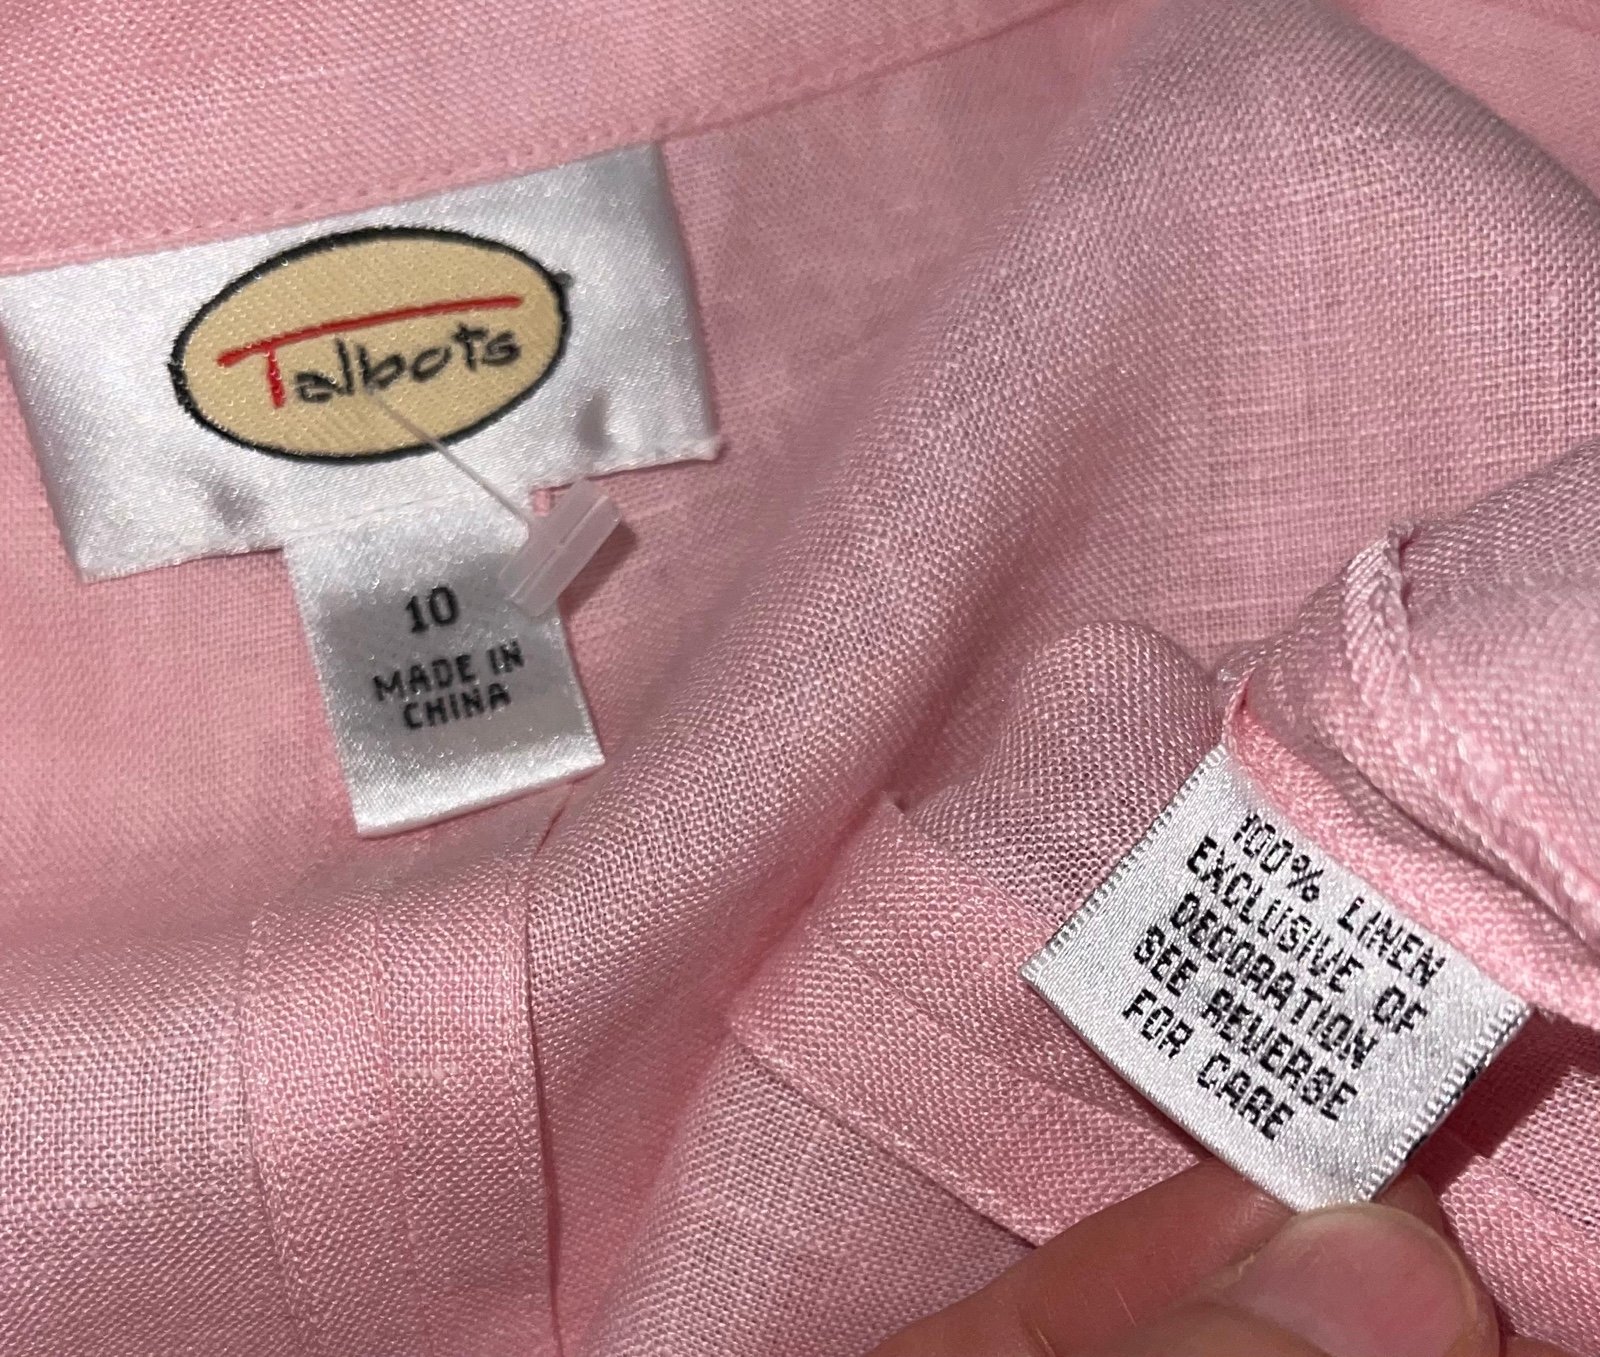 Talbots
10
MADE IN
CHINA
100% LINEN
EXCLUSIVE OF
DECORATION
SEE REVERSE
FOR CARE